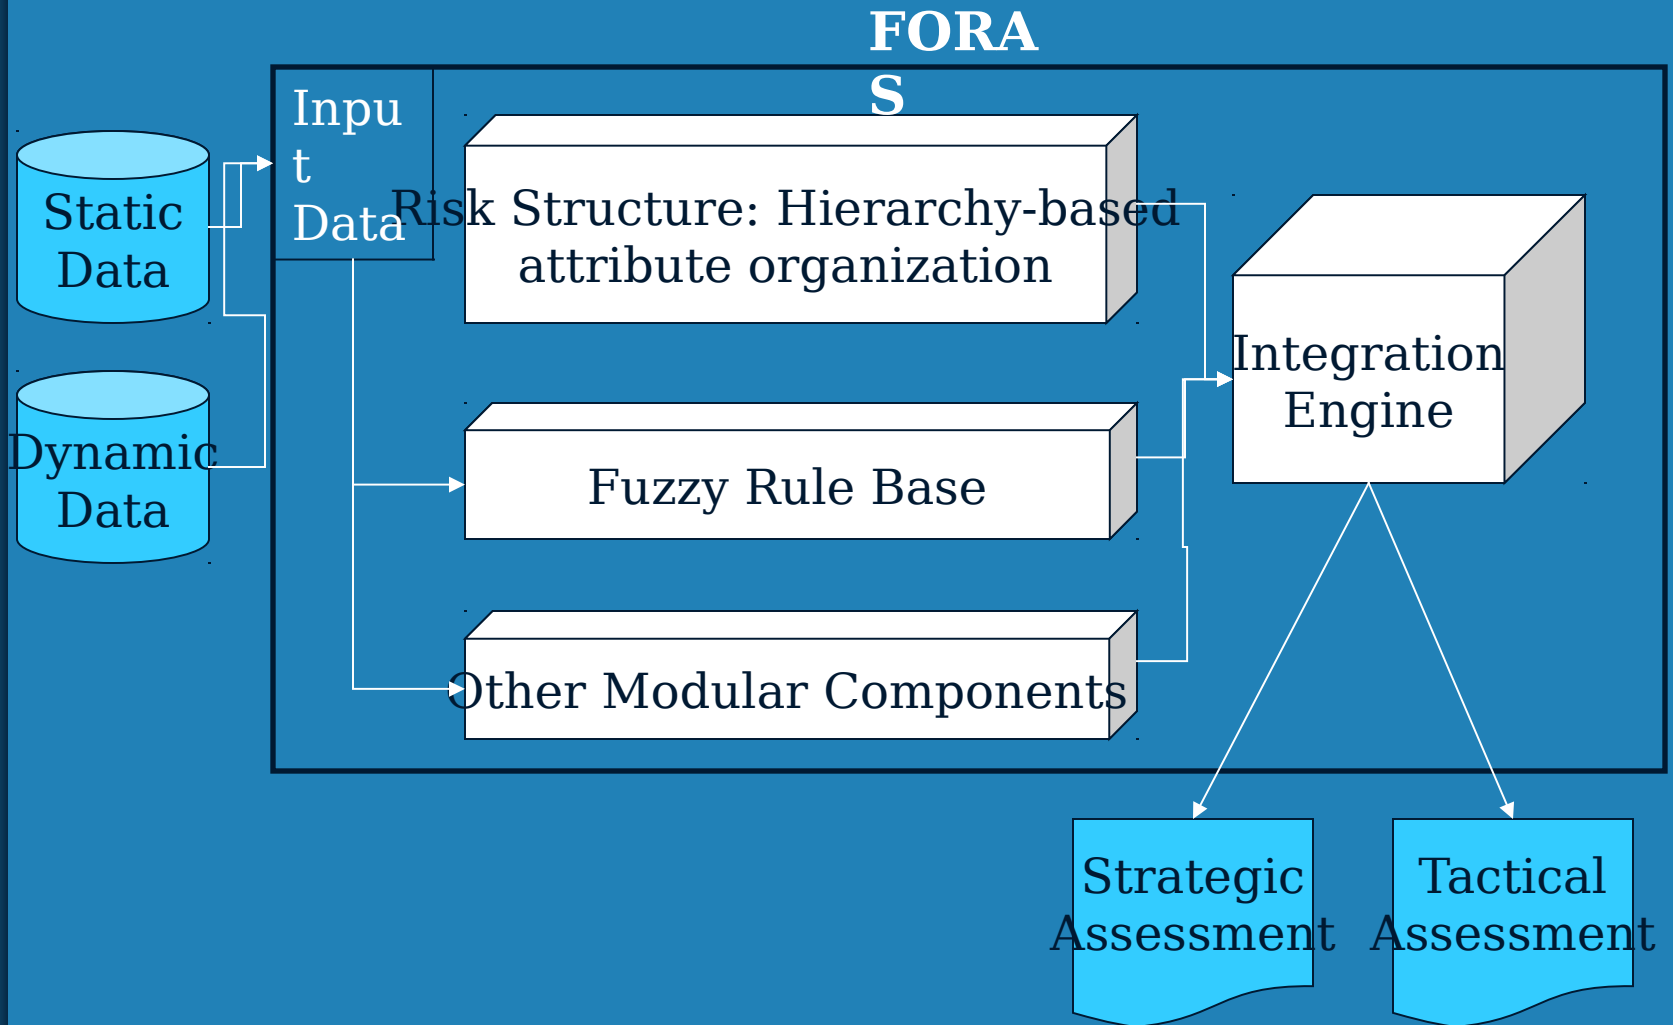 FORA
S
Inpu
t
Data
Static
Data
Dynamic
Data
Risk Structure: Hierarchy-based
attribute organization
Fuzzy Rule Base
Other Modular Components
Integration
Engine
Strategic
Assessment
Tactical
Assessment